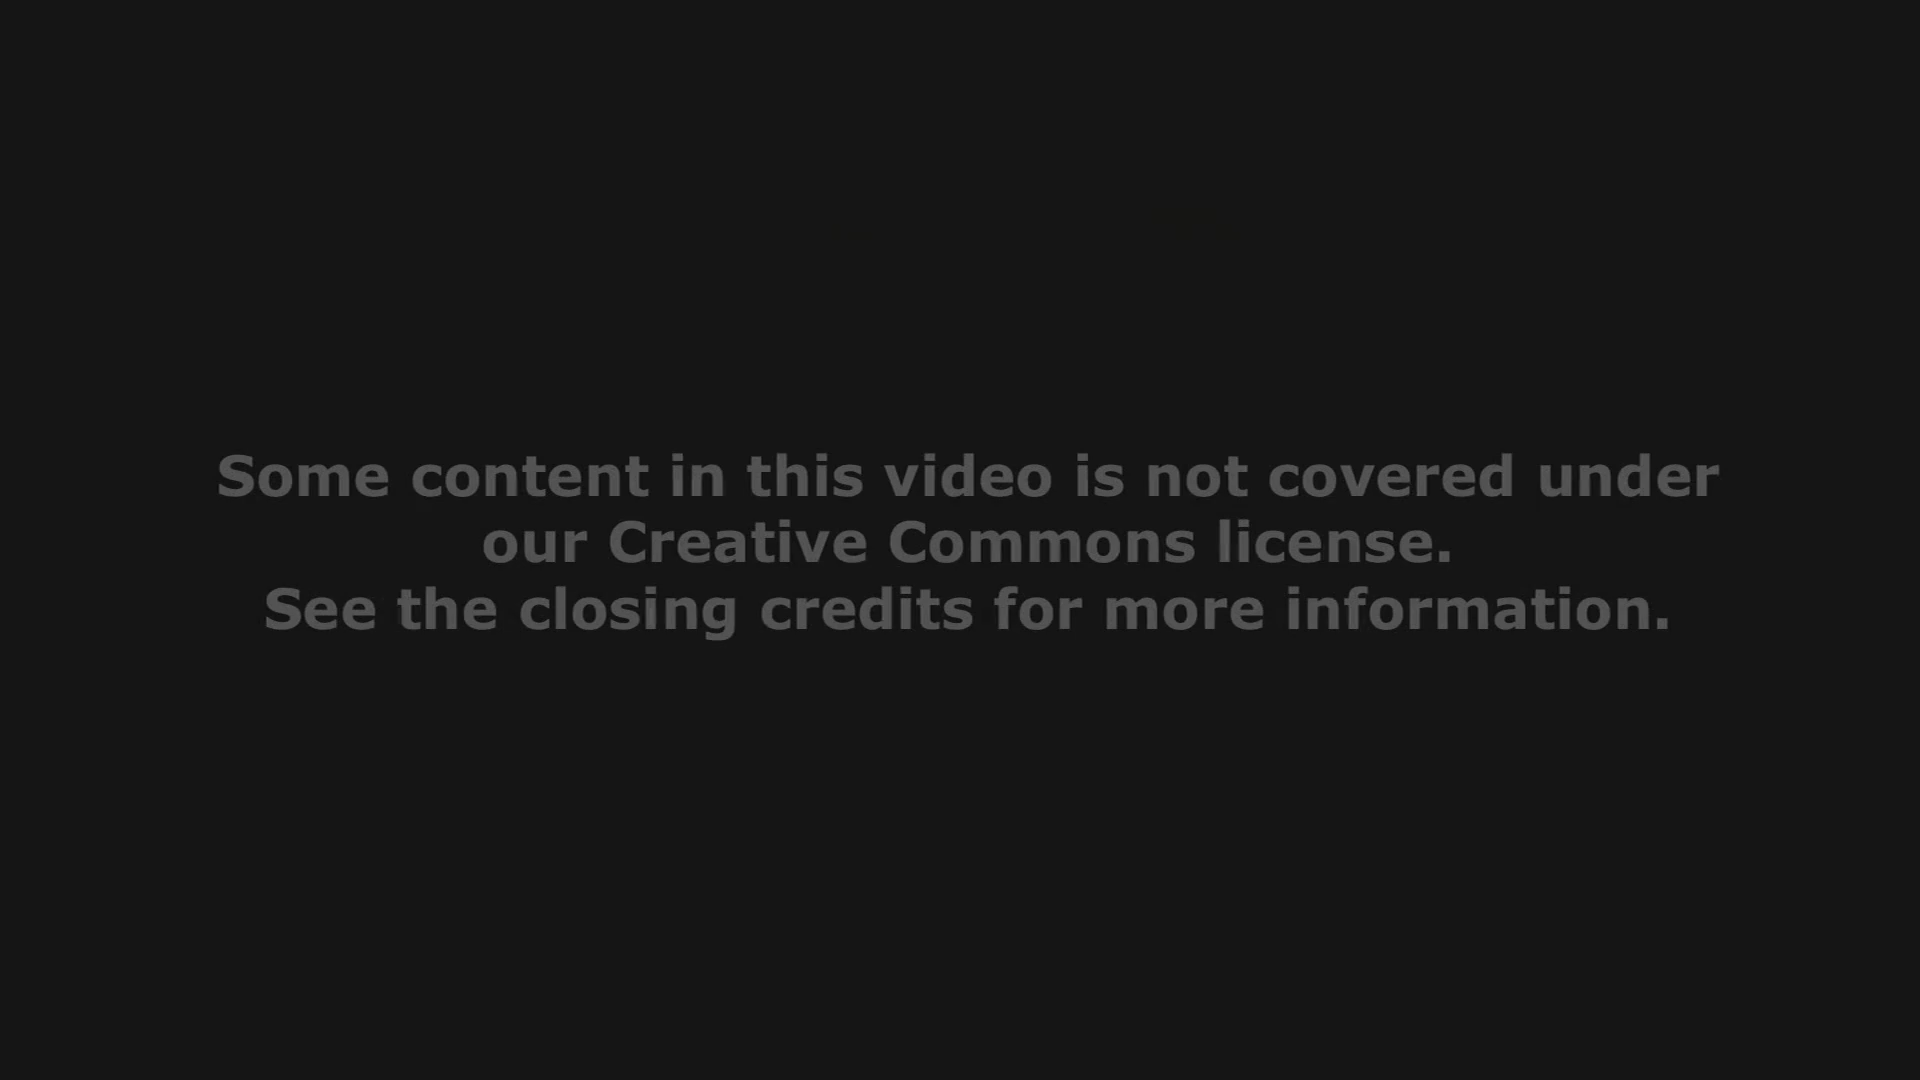 Some content in this video is not covered under
our Creative Commons license.
See the closing credits for more information.